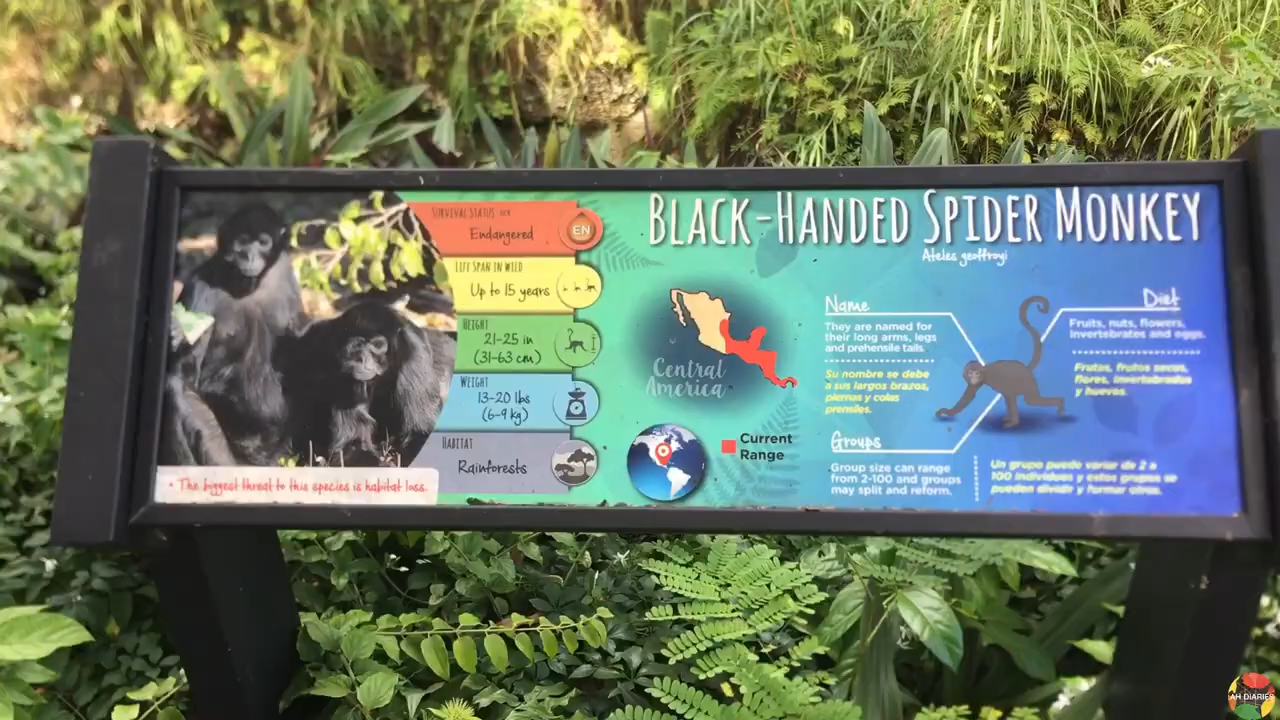 BLACK-HANDED SPIDER MONKEY
Ateles geoffroyi
SURVIVAL STATUS
Endangered
EN
LIFE SPAN IN WILD
Up to 15 years
HEIGHT
21-25 in
(31-63 cm)
WEIGHT
13-20 lbs
(6-9 kg)
HABITAT
Rainforests
• The biggest threat to this species is habitat loss.
Central
America
Current
Range
Name
They are named for
their long arms, legs
and prehensile tails.
Su nombre se debe
a sus largos brazos,
piernas y colas
prensiles.
Diet
Fruits, nuts, flowers,
invertebrates and eggs.
Frutas, frutos secos,
flores, invertebrados
y huevos.
Groups
Group size can range
from 2-100 and groups
may split and reform.
Un grupo puede variar de 2 a
100 individuos y estos grupos se
pueden dividir y formar otros.
AH DIARIES